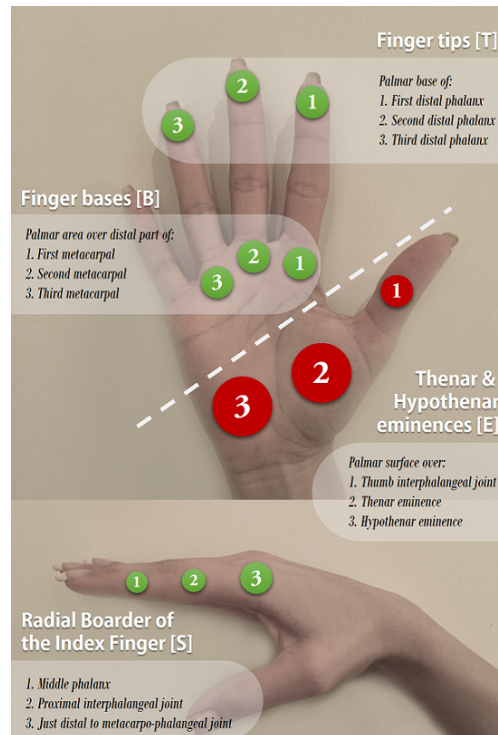 Finger tips [T]
Palmar base of:
1. First distal phalanx
2. Second distal phalanx
3. Third distal phalanx
2
1
3
Finger bases [B]
Palmar area over distal part of:
1. First metacarpal
2. Second metacarpal
3. Third metacarpal
2
1
3
1
2
3
Thenar &
Hypothenar
eminences [E]
Palmar surface over:
1. Thumb interphalangeal joint
2. Thenar eminence
3. Hypothenar eminence
1
2
3
Radial Boarder of
the Index Finger [S]
1. Middle phalanx
2. Proximal interphalangeal joint
3. Just distal to metacarpo-phalangeal joint